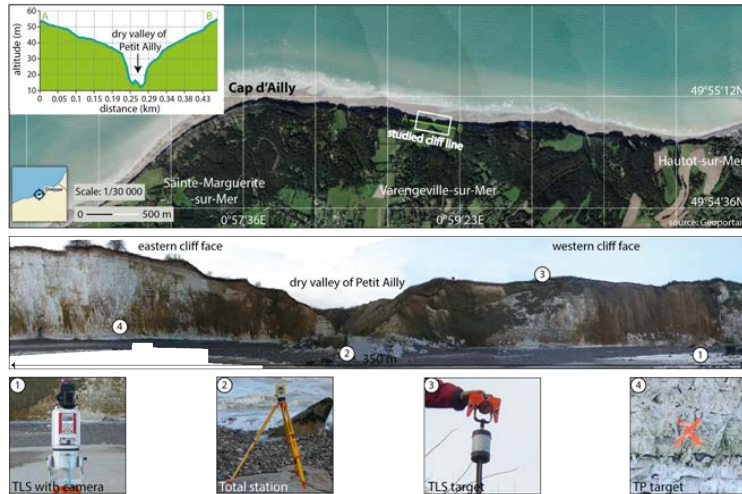 60
50
40
30
20
10
altitude (m)
A
B
dry valley of
Petit Ailly
0
0.05
0.1
0.15
0.2
0.25
0.29
0.34
0.38
0.43
distance (km)
Cap d'Ailly
49°55'12N
A
B
studied cliff line
Hautot-sur-Mer
Sainte-Marguerite
-sur-Mer
Varengeville-sur-Mer
Scale: 1/30 000
0
500 m
0°57'36E
0°59'23E
49°54'36N
source: Geoportail
eastern cliff face
western cliff face
dry valley of Petit Ailly
3
4
2
1
350 m
1
TLS with camera
2
Total station
3
TLS target
4
TP target